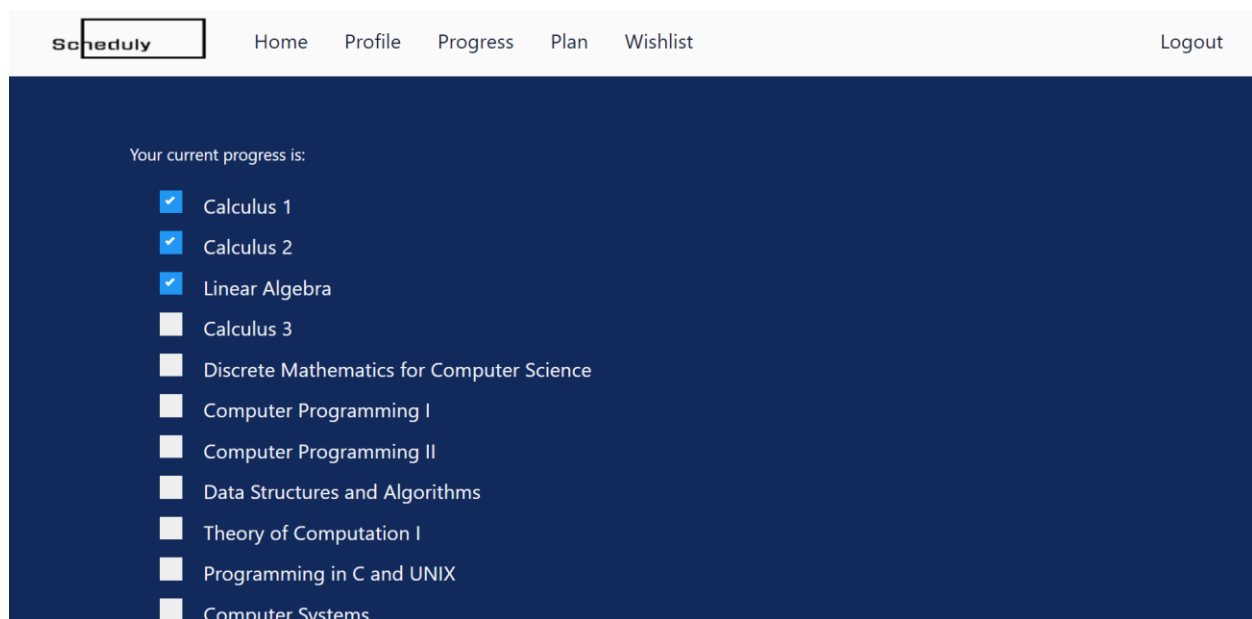 Scheduly Home Profile Progress Plan Wishlist Logout
Your current progress is:
Calculus 1
Calculus 2
Linear Algebra
Calculus 3
Discrete Mathematics for Computer Science
Computer Programming I
Computer Programming II
Data Structures and Algorithms
Theory of Computation I
Programming in C and UNIX
Computer Systems